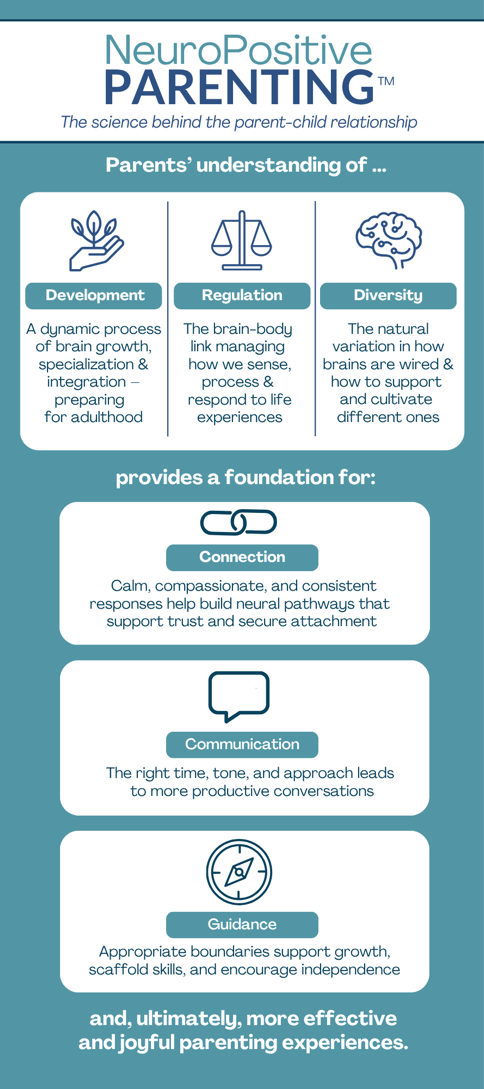 NeuroPositive
PARENTING™
The science behind the parent-child relationship
Parents’ understanding of ...
Development
A dynamic process
of brain growth,
specialization &
integration –
preparing
for adulthood
Regulation
The brain-body
link managing
how we sense,
process &
respond to life
experiences
Diversity
The natural
variation in how
brains are wired &
how to support
and cultivate
different ones
provides a foundation for:
Connection
Calm, compassionate, and consistent
responses help build neural pathways that
support trust and secure attachment
Communication
The right time, tone, and approach leads
to more productive conversations
Guidance
Appropriate boundaries support growth,
scaffold skills, and encourage independence
and, ultimately, more effective
and joyful parenting experiences.